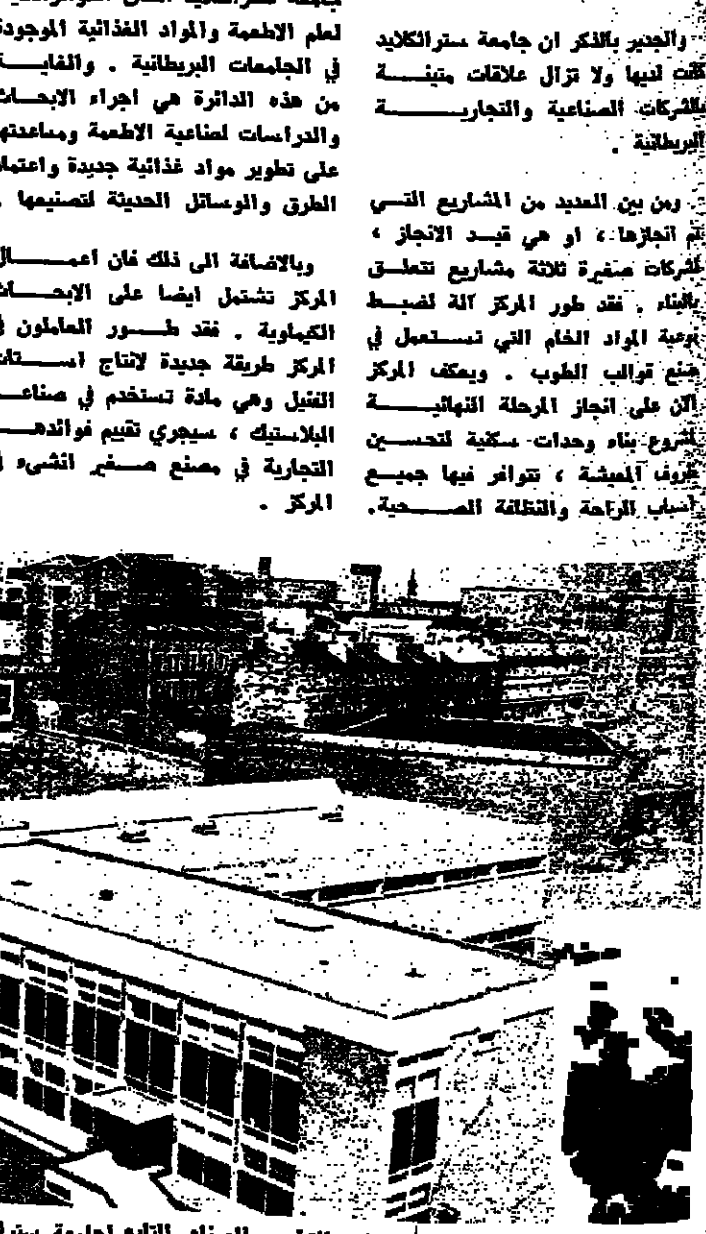 والجدير بالذكر ان جامعة ستراثكلايد
كانت لديها ولا تزال علاقات متينة
بالشركات الصناعية والتجارية
البريطانية .
ومن بين العديد من المشاريع التي
تم انجازها ، او هي قيد الانجاز ،
لشركات صغيرة ثلاثة مشاريع تتعلق
بالبناء . فقد طور المركز آلة لضبط
نوعية المواد الخام التي تستعمل في
صنع قوالب الطوب . ويعكف المركز
الآن على انجاز المرحلة النهائية
لمشروع بناء وحدات سكنية لتحسين
ظروف المعيشة ، تتوافر فيها جميع
أسباب الراحة والنظافة الصحية.
جامعة
لعلم الاطعمة والمواد الغذائية الموجودة
في الجامعات البريطانية . والغاية
من هذه الدائرة هي اجراء الابحاث
والدراسات لصناعية الاطعمة ومساعدتها
على تطوير مواد غذائية جديدة واعتماد
الطرق والوسائل الحديثة لتصنيعها .
وبالاضافة الى ذلك فان اعمال
المركز تشتمل ايضا على الابحاث
الكيماوية . فقد طور العاملون في
المركز طريقة جديدة لانتاج استات
الفنيل وهي مادة تستخدم في صناعة
البلاستيك ، سيجري تقييم فوائدها
التجارية في مصنع صغير انشىء في
المركز .
التابع لجامعة